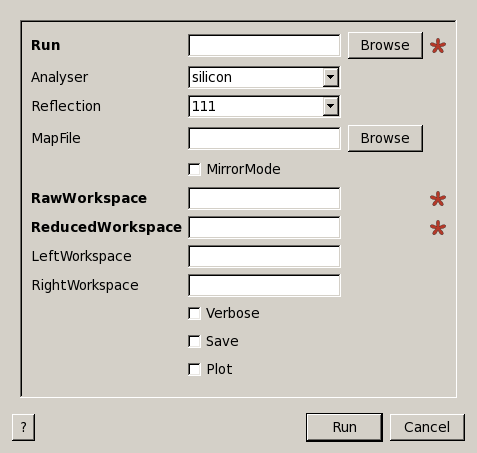 Run Browse *
Analyser silicon
Reflection 111
MapFile Browse
MirrorMode
RawWorkspace *
ReducedWorkspace *
LeftWorkspace
RightWorkspace
Verbose
Save
Plot
? Run Cancel